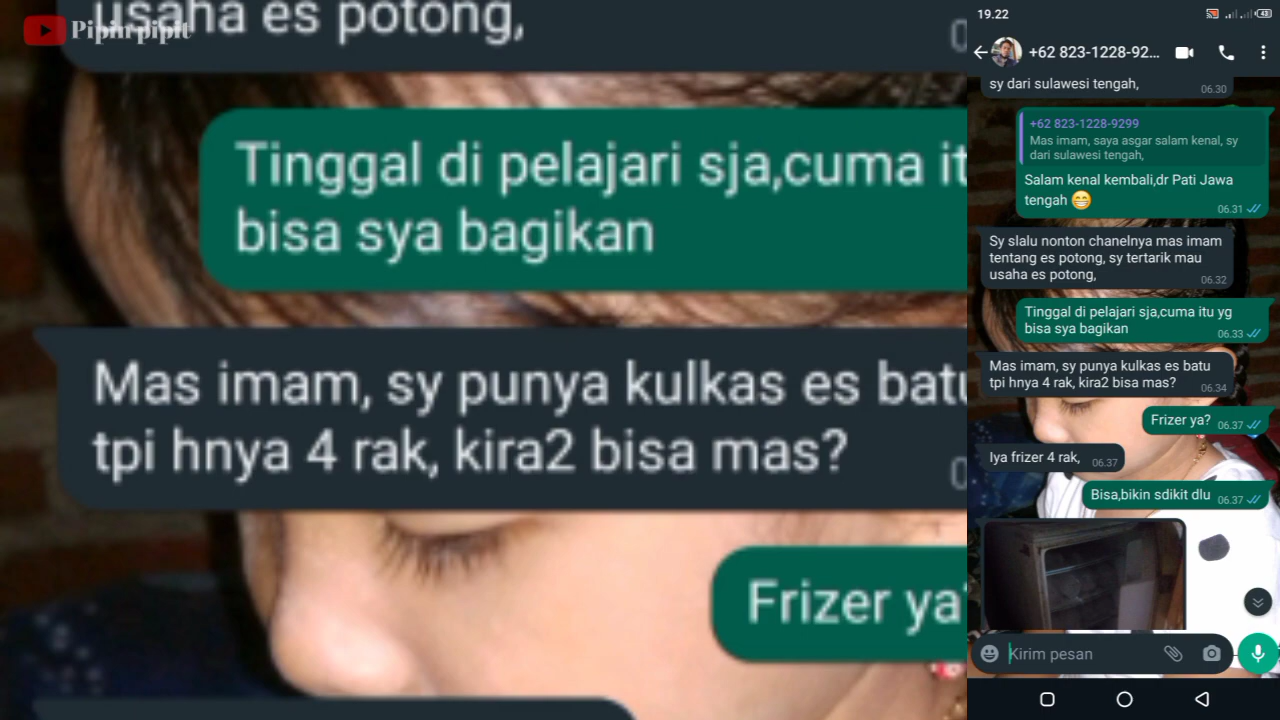 usaha es potong,
Pipin pipit
Tinggal di pelajari sja,cuma it
bisa sya bagikan
Mas imam, sy punya kulkas es batu
tpi hnya 4 rak, kira2 bisa mas?
Frizer ya?
19.22
+62 823-1228-92...
sy dari sulawesi tengah,
06.30
+62 823-1228-9299
Mas imam, saya asgar salam kenal, sy
dari sulawesi tengah,
Salam kenal kembali,dr Pati Jawa
tengah 😁
06.31
Sy slalu nonton chanelnya mas imam
tentang es potong, sy tertarik mau
usaha es potong,
06.32
Tinggal di pelajari sja,cuma itu yg
bisa sya bagikan
06.33
Mas imam, sy punya kulkas es batu
tpi hnya 4 rak, kira2 bisa mas?
06.34
Frizer ya?
06.37
Iya frizer 4 rak,
06.37
Bisa,bikin sdikit dlu
06.37
Kirim pesan